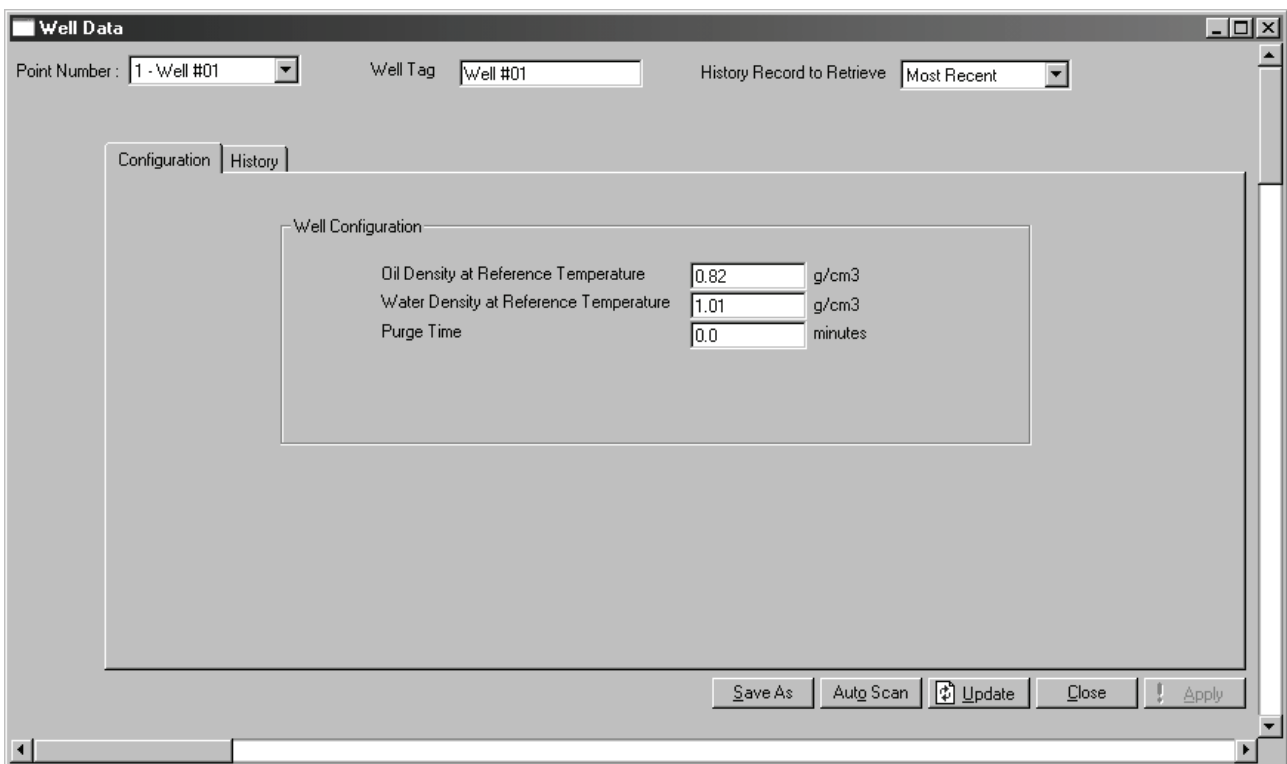 Well Data
Point Number : 1 - Well #01 Well Tag Well #01 History Record to Retrieve Most Recent
Configuration History
Well Configuration
Oil Density at Reference Temperature 0.82 g/cm3
Water Density at Reference Temperature 1.01 g/cm3
Purge Time 0.0 minutes
Save As Auto Scan Update Close Apply